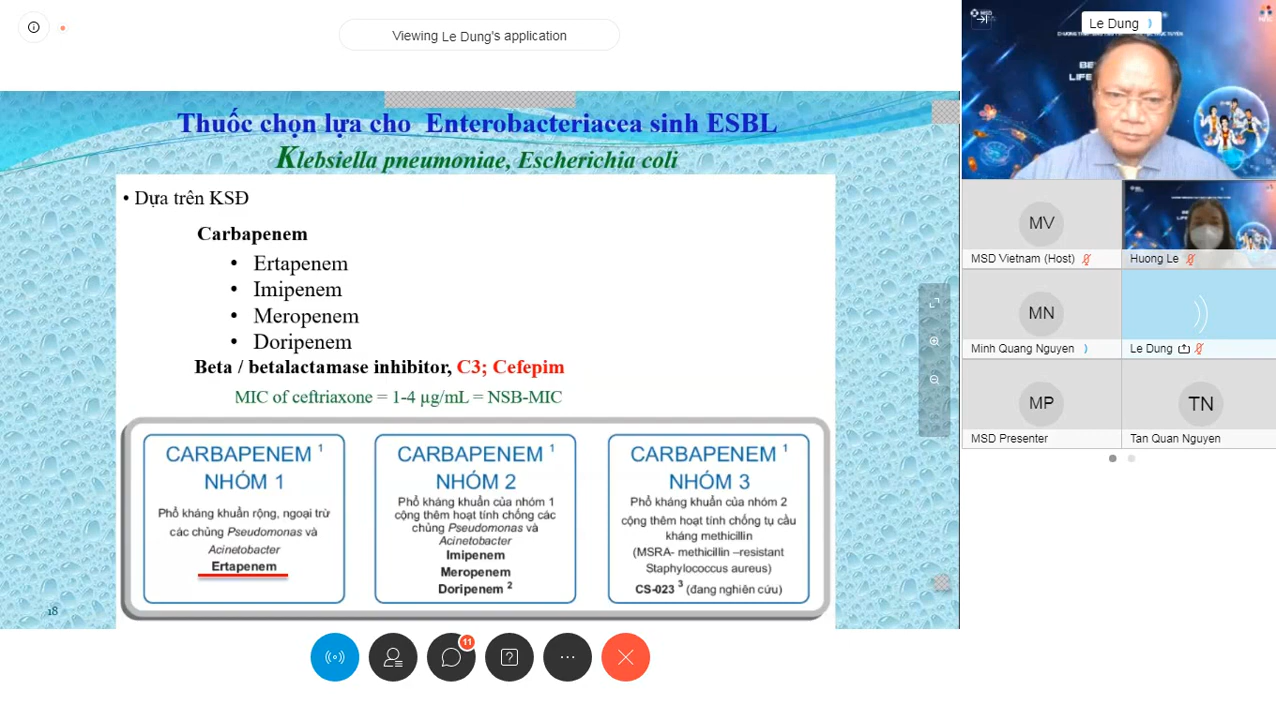 Viewing Le Dung's application
Le Dung
Thuốc chọn lựa cho Enterobacteriacea sinh ESBL
Klebsiella pneumoniae, Escherichia coli
• Dựa trên KSĐ
Carbapenem
• Ertapenem
• Imipenem
• Meropenem
• Doripenem
Beta / betalactamase inhibitor, C3; Cefepim
MIC of ceftriaxone = 1-4 µg/mL = NSB-MIC
CARBAPENEM 1
NHÓM 1
Phổ kháng khuẩn rộng, ngoại trừ
các chủng Pseudomonas và
Acinetobacter
Ertapenem
CARBAPENEM 1
NHÓM 2
Phổ kháng khuẩn của nhóm 1
cộng thêm hoạt tính chống các
chủng Pseudomonas và
Acinetobacter
Imipenem
Meropenem
Doripenem 2
CARBAPENEM 1
NHÓM 3
Phổ kháng khuẩn của nhóm 2
cộng thêm hoạt tính chống tụ cầu
kháng methicillin
(MSRA- methicillin –resistant
Staphylococcus aureus)
CS-023 3 (đang nghiên cứu)
18
11
MV
MSD Vietnam (Host)
Huong Le
MN
Minh Quang Nguyen
Le Dung
MP
MSD Presenter
TN
Tan Quan Nguyen